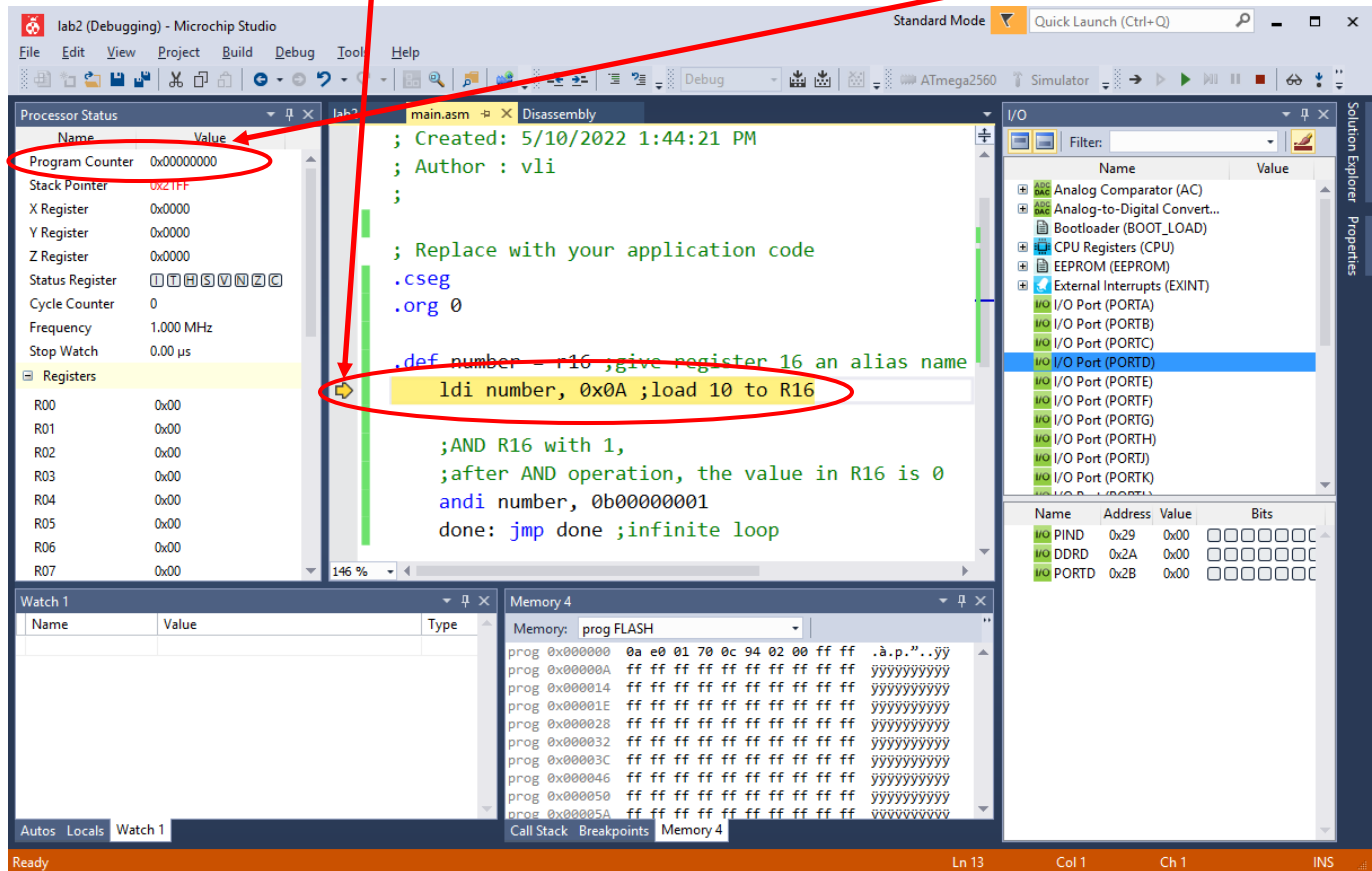 lab2 (Debugging) - Microchip Studio
Standard Mode
Quick Launch (Ctrl+Q)
File Edit View Project Build Debug Tools Help
Debug
ATmega2560
Simulator
Processor Status
Name Value
Program Counter 0x00000000
Stack Pointer 0x21FF
X Register 0x0000
Y Register 0x0000
Z Register 0x0000
Status Register I T H S V N Z C
Cycle Counter 0
Frequency 1.000 MHz
Stop Watch 0.00 µs
Registers
R00 0x00
R01 0x00
R02 0x00
R03 0x00
R04 0x00
R05 0x00
R06 0x00
R07 0x00
lab2 main.asm Disassembly
; Created: 5/10/2022 1:44:21 PM
; Author : vli
;
; Replace with your application code
.cseg
.org 0
.def number = r16 ;give register 16 an alias name
ldi number, 0x0A ;load 10 to R16
;AND R16 with 1,
;after AND operation, the value in R16 is 0
andi number, 0b00000001
done: jmp done ;infinite loop
146 %
I/O
Filter:
Name Value
Analog Comparator (AC)
Analog-to-Digital Convert...
Bootloader (BOOT_LOAD)
CPU Registers (CPU)
EEPROM (EEPROM)
External Interrupts (EXINT)
I/O Port (PORTA)
I/O Port (PORTB)
I/O Port (PORTC)
I/O Port (PORTD)
I/O Port (PORTE)
I/O Port (PORTF)
I/O Port (PORTG)
I/O Port (PORTH)
I/O Port (PORTJ)
I/O Port (PORTK)
Name Address Value Bits
I/O PIND 0x29 0x00
I/O DDRD 0x2A 0x00
I/O PORTD 0x2B 0x00
Solution Explorer
Properties
Watch 1
Name Value Type
Autos Locals Watch 1
Memory 4
Memory: prog FLASH
prog 0x000000 0a e0 01 70 0c 94 02 00 ff ff .à.p.”..ÿÿ
prog 0x00000A ff ff ff ff ff ff ff ff ff ff ÿÿÿÿÿÿÿÿÿÿ
prog 0x000014 ff ff ff ff ff ff ff ff ff ff ÿÿÿÿÿÿÿÿÿÿ
prog 0x00001E ff ff ff ff ff ff ff ff ff ff ÿÿÿÿÿÿÿÿÿÿ
prog 0x000028 ff ff ff ff ff ff ff ff ff ff ÿÿÿÿÿÿÿÿÿÿ
prog 0x000032 ff ff ff ff ff ff ff ff ff ff ÿÿÿÿÿÿÿÿÿÿ
prog 0x00003C ff ff ff ff ff ff ff ff ff ff ÿÿÿÿÿÿÿÿÿÿ
prog 0x000046 ff ff ff ff ff ff ff ff ff ff ÿÿÿÿÿÿÿÿÿÿ
prog 0x000050 ff ff ff ff ff ff ff ff ff ff ÿÿÿÿÿÿÿÿÿÿ
prog 0x00005A ff ff ff ff ff ff ff ff ff ff ÿÿÿÿÿÿÿÿÿÿ
Call Stack Breakpoints Memory 4
Ready
Ln 13 Col 1 Ch 1 INS